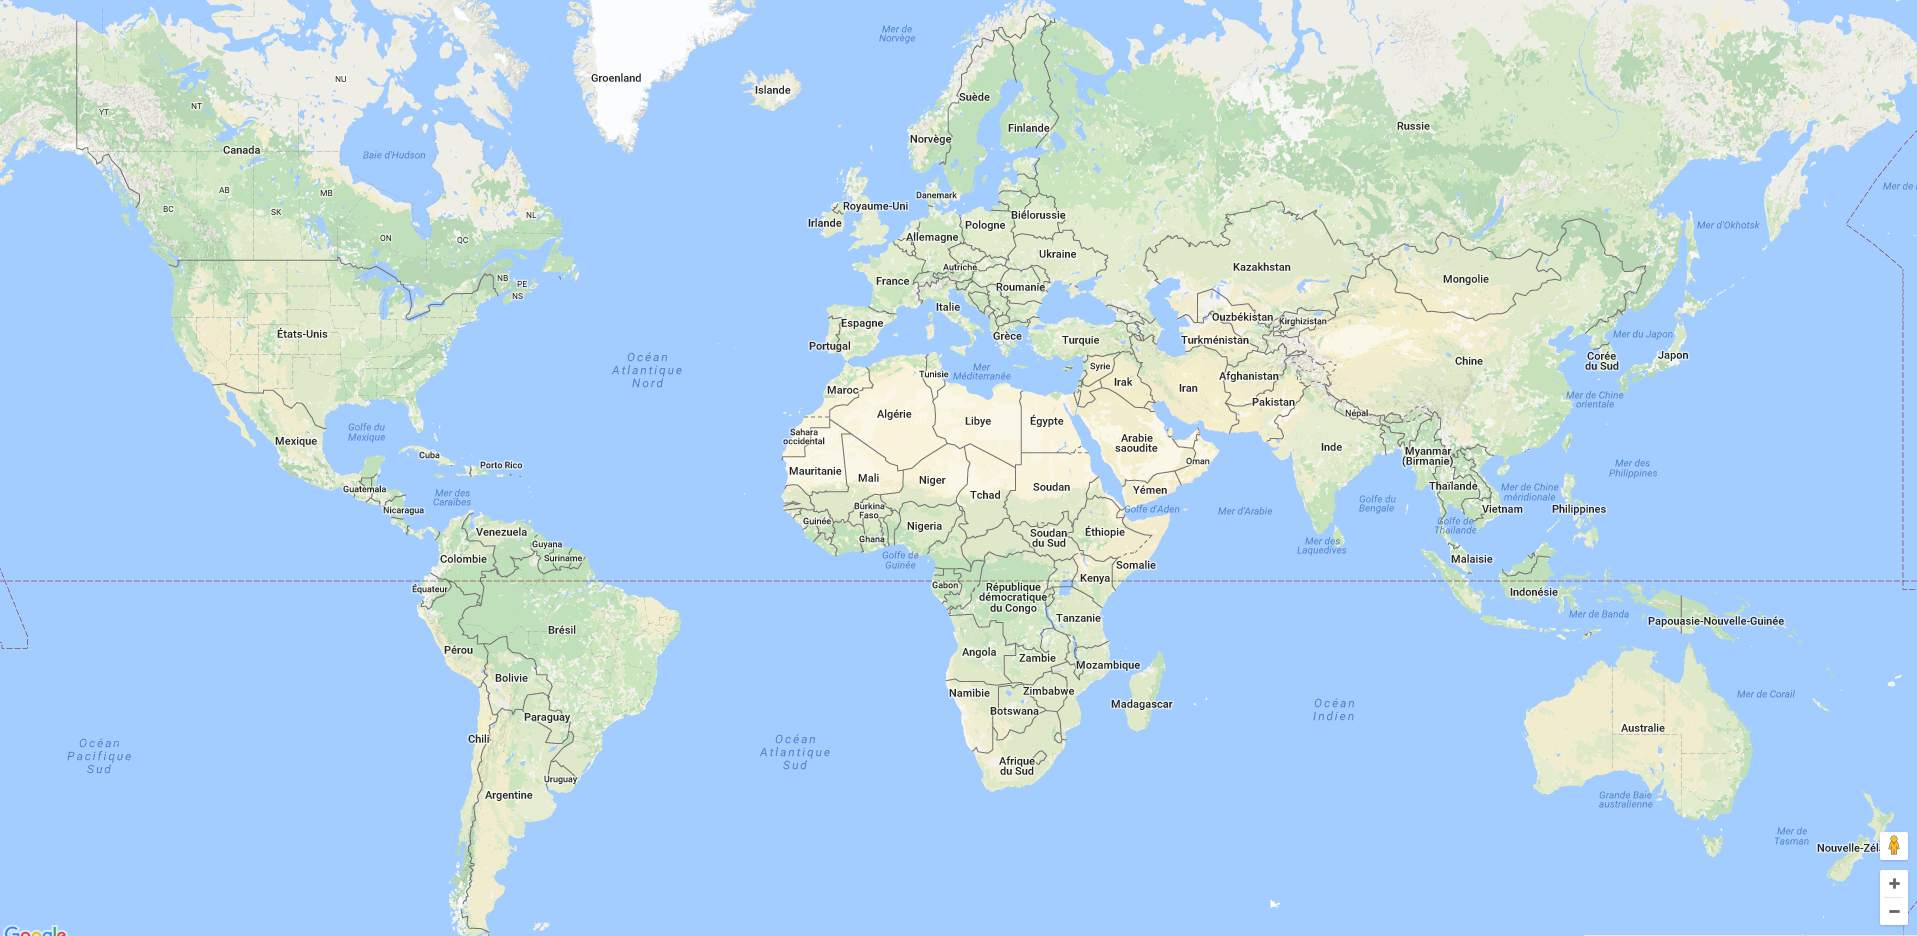 Mer de
Norvège
Groenland
NU
Islande
Suède
NT
YT
Russie
Finlande
Norvège
Canada
Baie d'Hudson
AB
MB
Danemark
Mer de
BC
SK
Royaume-Uni
NL
Biélorussie
Irlande
Pologne
Mer d'Okhotsk
ON
QC
Allemagne
Ukraine
Autriche
Kazakhstan
NB
France
Mongolie
PE
Roumanie
NS
Italie
Ouzbékistan
Kirghizistan
Espagne
États-Unis
Grèce
Turquie
Turkménistan
Mer du Japon
Portugal
Japon
Océan
Atlantique
Nord
Corée
du Sud
Chine
Syrie
Mer
Méditerranée
Tunisie
Afghanistan
Irak
Iran
Maroc
Mer de Chine
orientale
Pakistan
Algérie
Népal
Libye
Égypte
Golfe du
Mexique
Sahara
occidental
Arabie
saoudite
Mexique
Inde
Myanmar
(Birmanie)
Cuba
Oman
Porto Rico
Mer des
Philippines
Mauritanie
Mali
Niger
Guatemala
Soudan
Yémen
Thaïlande
Mer de Chine
méridionale
Tchad
Mer des
Caraïbes
Golfe du
Bengale
Nicaragua
Burkina
Faso
Golfe d'Aden
Mer d'Arabie
Vietnam
Philippines
Guinée
Nigeria
Golfe de
Thaïlande
Venezuela
Éthiopie
Soudan
du Sud
Ghana
Guyana
Mer des
Laquedives
Colombie
Suriname
Golfe de
Guinée
Malaisie
Somalie
Kenya
Équateur
Gabon
République
démocratique
du Congo
Indonésie
Mer de Banda
Tanzanie
Papouasie-Nouvelle-Guinée
Brésil
Pérou
Angola
Zambie
Mozambique
Bolivie
Namibie
Zimbabwe
Mer de Corail
Madagascar
Océan
Indien
Botswana
Paraguay
Australie
Chili
Océan
Pacifique
Sud
Océan
Atlantique
Sud
Afrique
du Sud
Uruguay
Argentine
Grande Baie
australienne
Mer de
Tasman
Nouvelle-Zél
Google